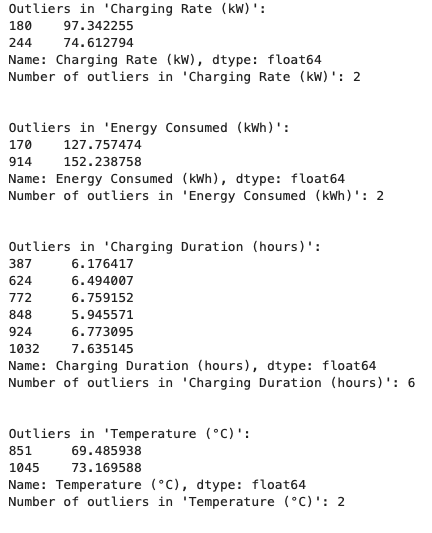 Outliers in 'Charging Rate (kW)':
180    97.342255
244    74.612794
Name: Charging Rate (kW), dtype: float64
Number of outliers in 'Charging Rate (kW)': 2
Outliers in 'Energy Consumed (kWh)':
170    127.757474
914    152.238758
Name: Energy Consumed (kWh), dtype: float64
Number of outliers in 'Energy Consumed (kWh)': 2
Outliers in 'Charging Duration (hours)':
387     6.176417
624     6.494007
772     6.759152
848     5.945571
924     6.773095
1032    7.635145
Name: Charging Duration (hours), dtype: float64
Number of outliers in 'Charging Duration (hours)': 6
Outliers in 'Temperature (°C)':
851     69.485938
1045    73.169588
Name: Temperature (°C), dtype: float64
Number of outliers in 'Temperature (°C)': 2